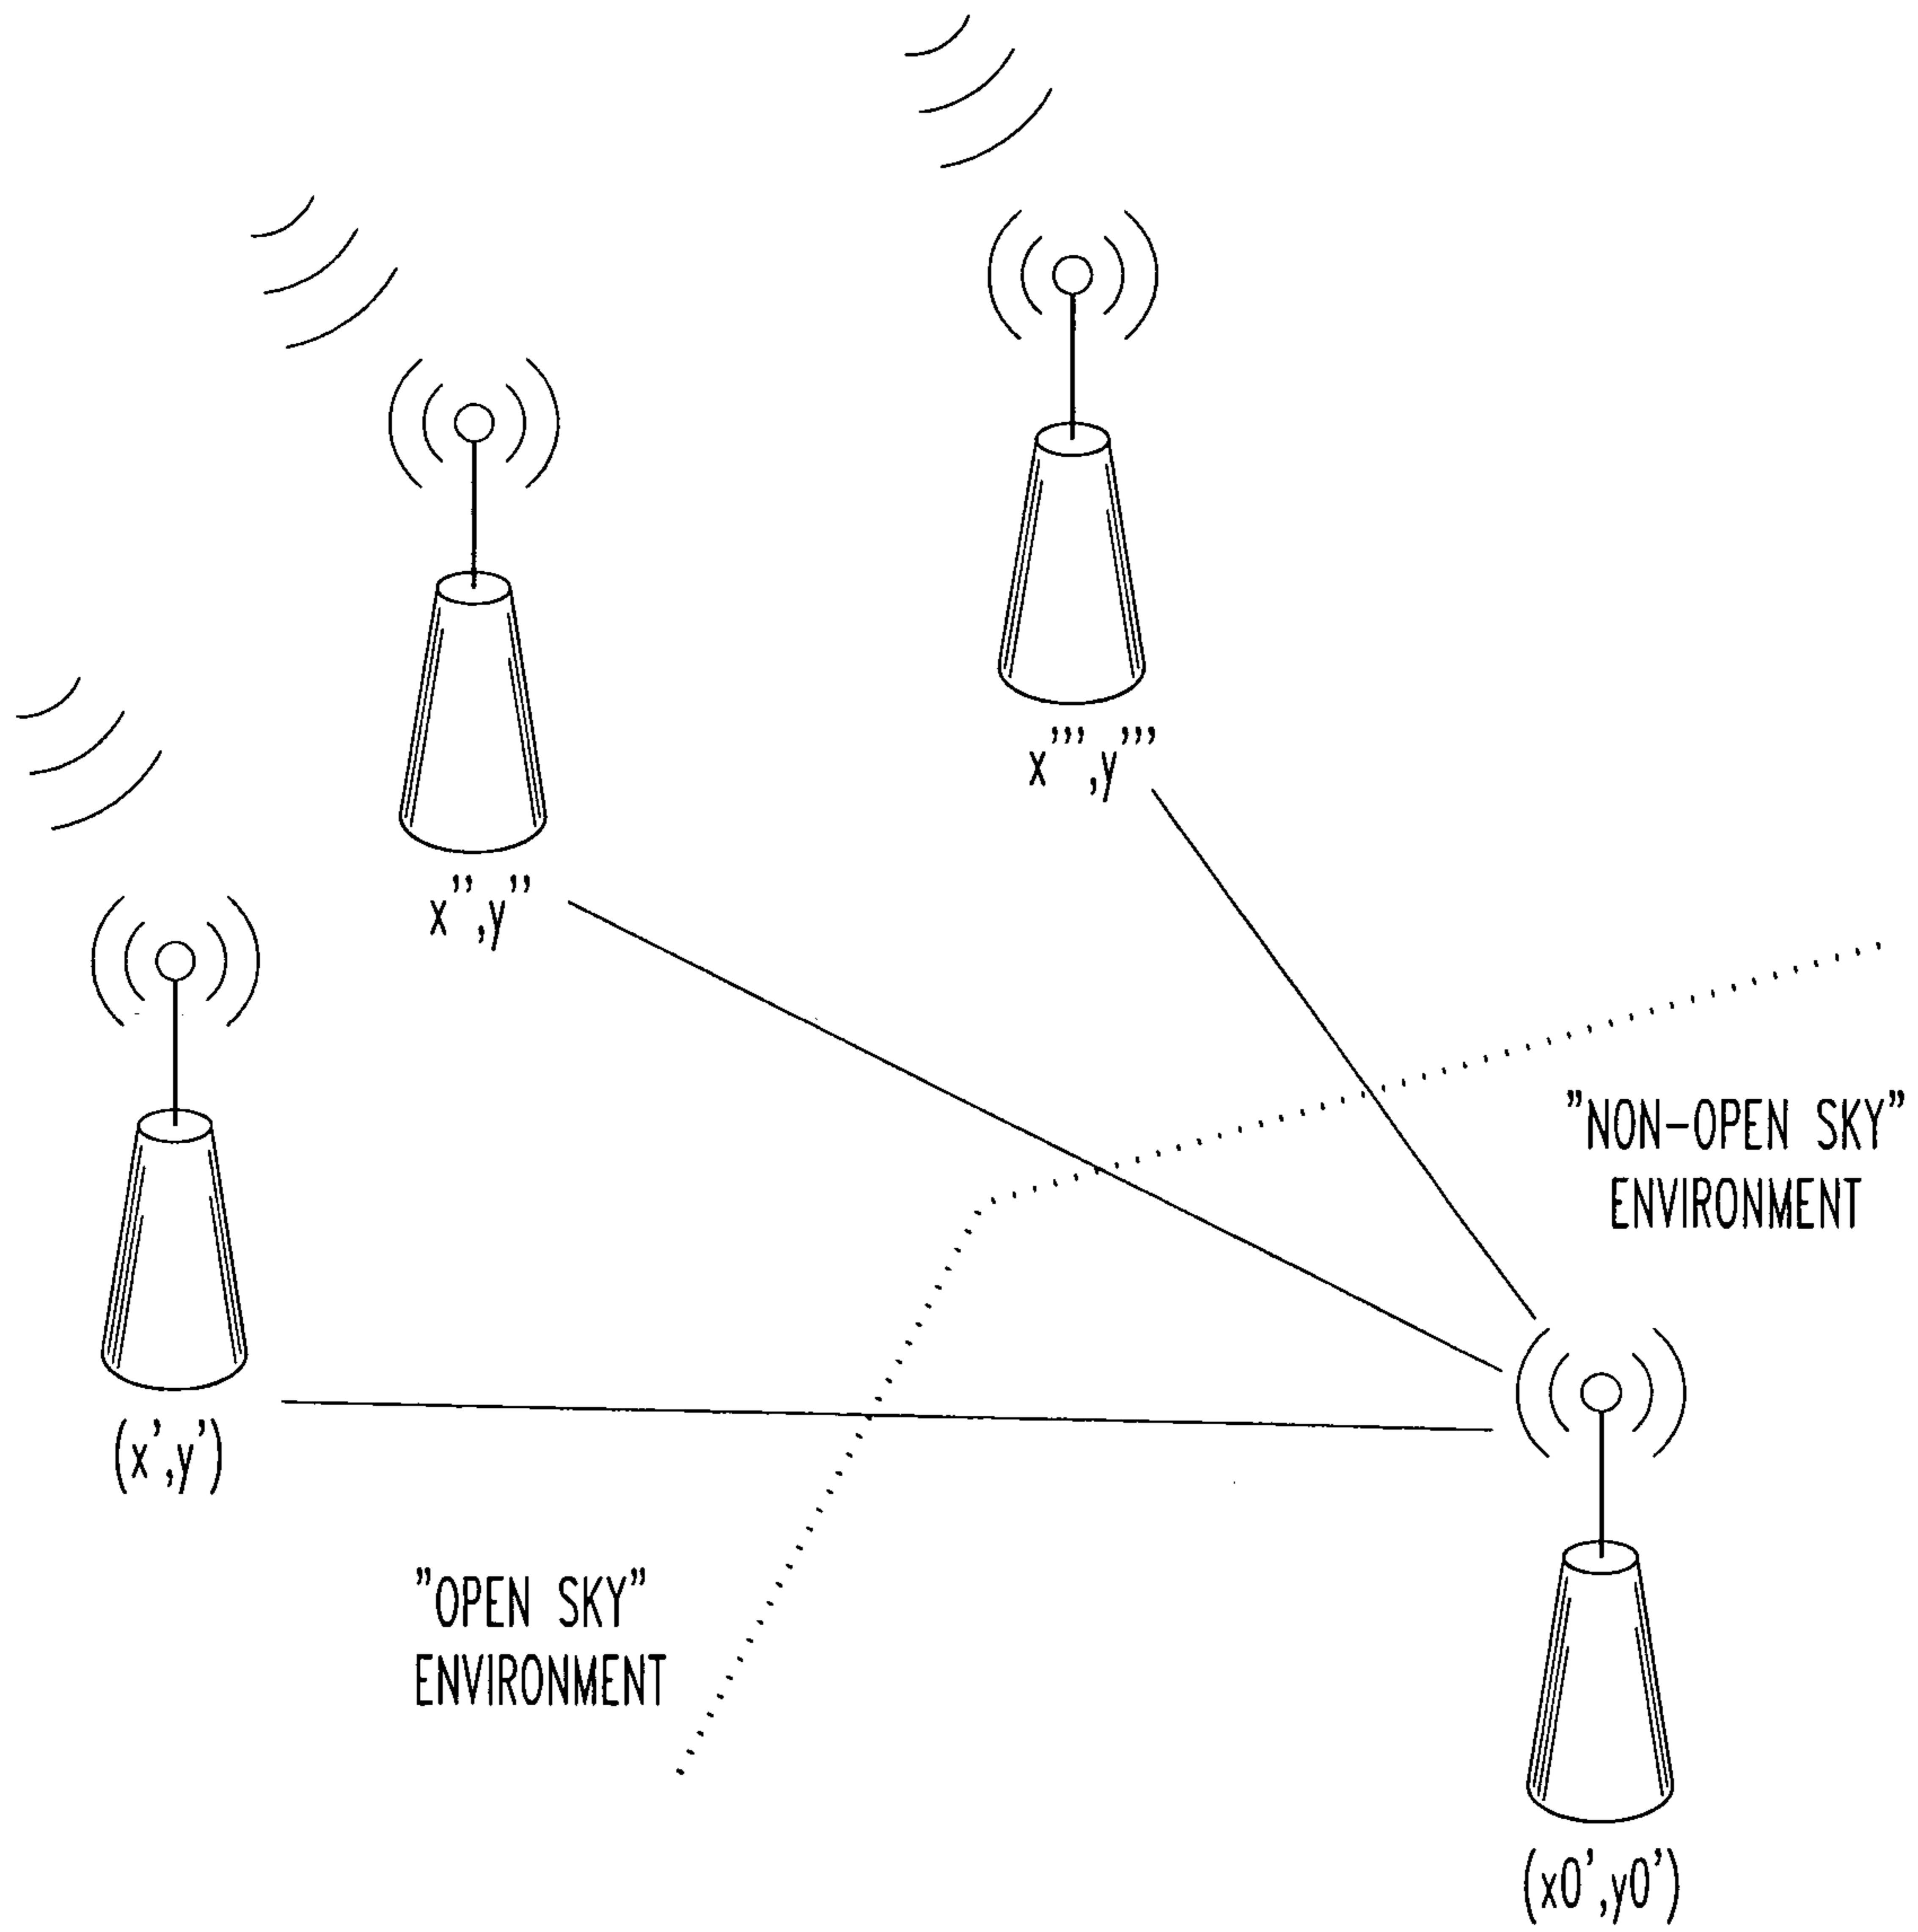 x''',y'''
x'',y''
"NON-OPEN SKY"
ENVIRONMENT
(x',y')
"OPEN SKY"
ENVIRONMENT
(x0',y0')